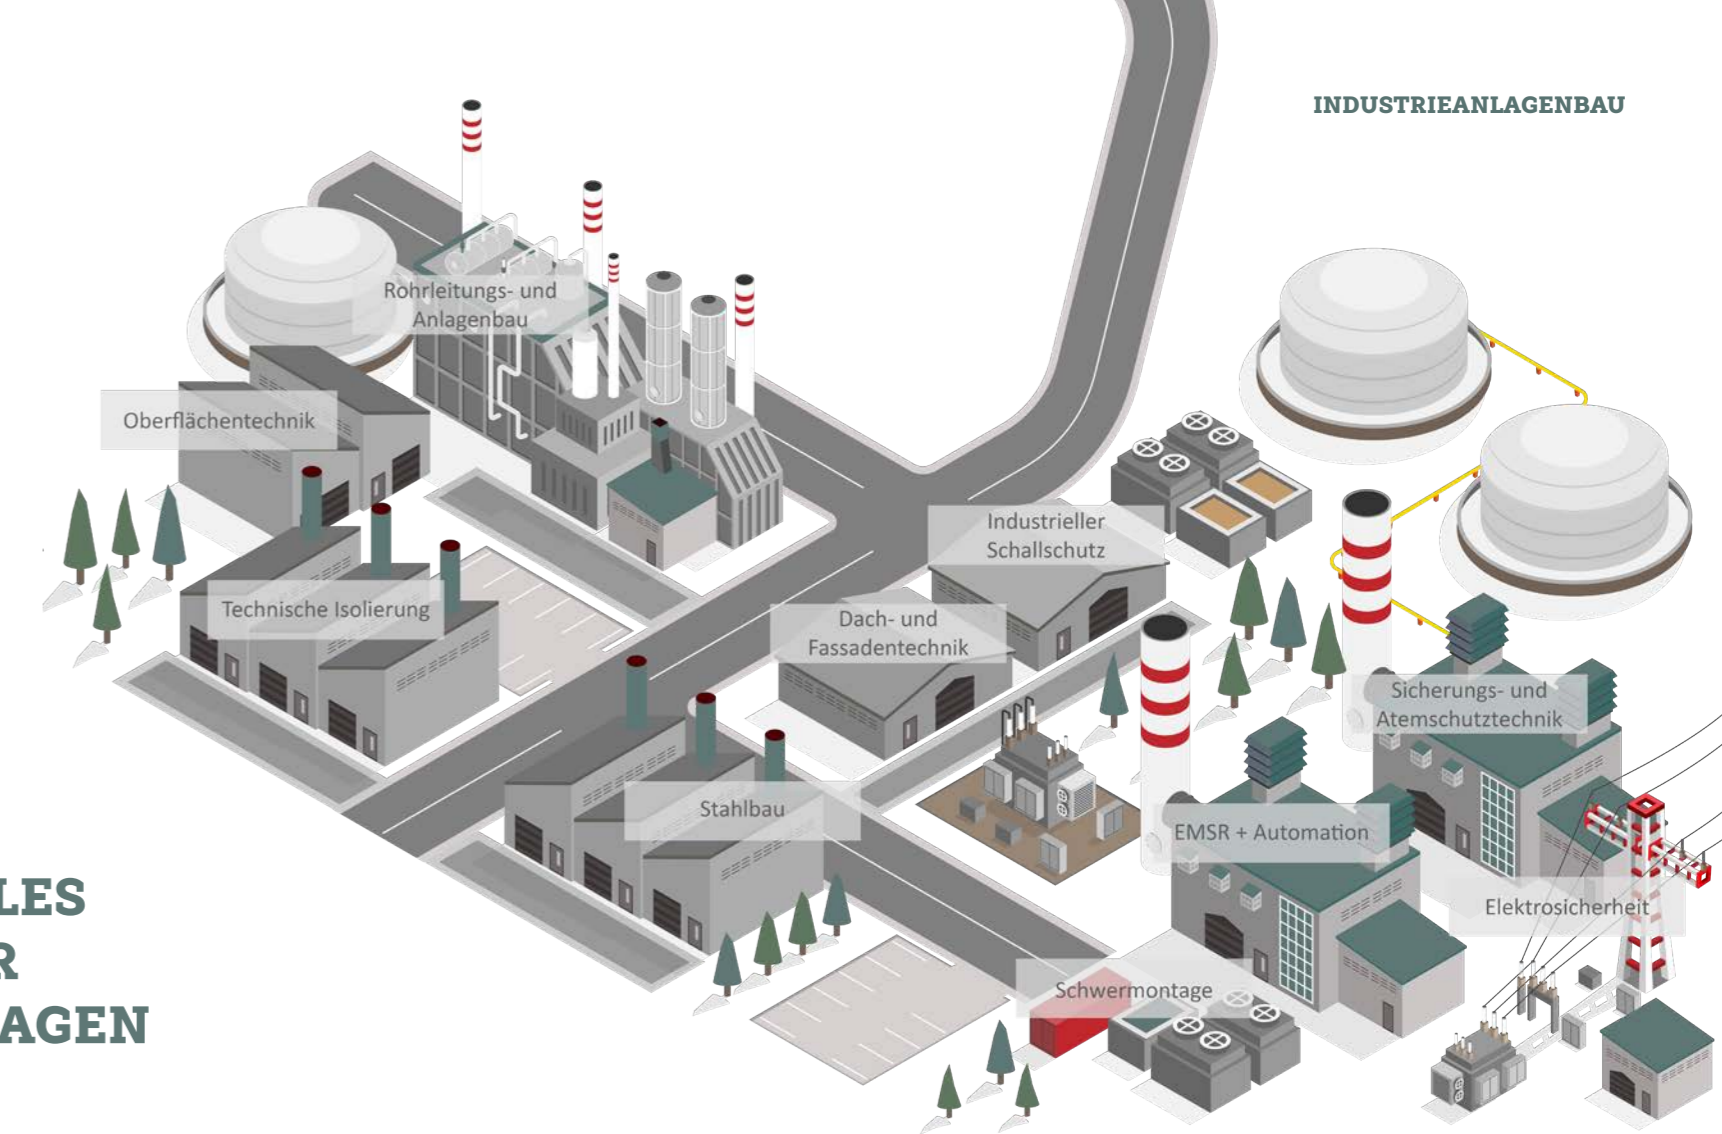 INDUSTRIEANLAGENBAU
Rohrleitungs- und
Anlagenbau
Oberflächentechnik
Industrieller
Schallschutz
Technische Isolierung
Dach- und
Fassadentechnik
Sicherungs- und
Atemschutztechnik
Stahlbau
EMSR + Automation
LES
R
AGEN
Elektrosicherheit
Schwermontage